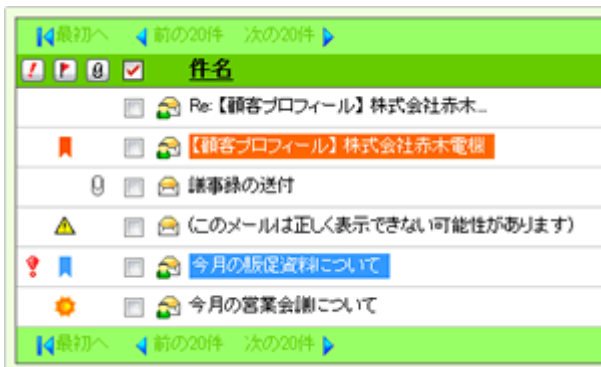 最初へ 前の20件 次の20件
件名
Re:【顧客プロフィール】株式会社赤木...
【顧客プロフィール】株式会社赤木電機
議事録の送付
(このメールは正しく表示できない可能性があります)
今月の販促資料について
今月の営業会議について
最初へ 前の20件 次の20件